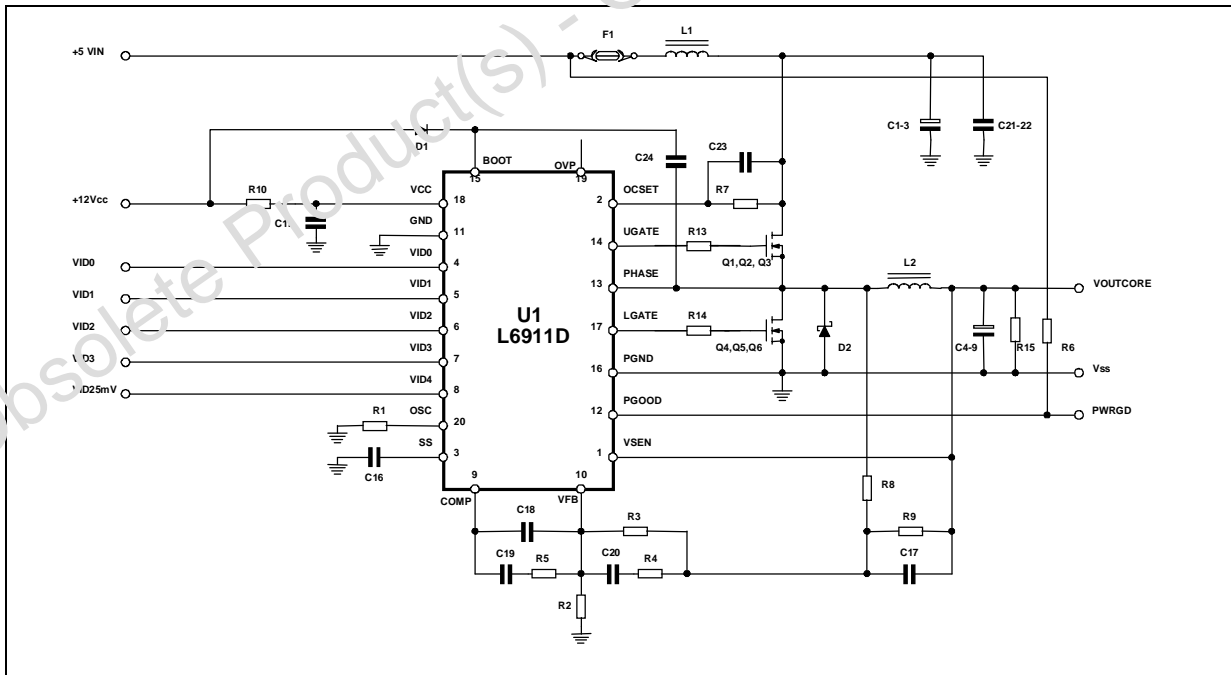 Obsolete Product(s) -
F1
L1
+5 VIN
C1-3
C21-22
D1
BOOT
15
OVP
19
C24
C23
R7
+12Vcc
R10
VCC
18
OCSET
2
GND
11
UGATE
14
R13
Q1,Q2, Q3
VID0
VID0
4
PHASE
13
L2
VOUTCORE
VID1
VID1
5
U1
L6911D
LGATE
17
R14
Q4,Q5,Q6
D2
C4-9
R15
R6
VID2
VID2
6
VID3
7
PGND
16
Vss
VID25mV
VID4
8
PGOOD
12
PWRGD
R1
OSC
20
VSEN
1
C16
SS
3
9
COMP
10
VFB
R8
R9
C17
C18
R3
C19
R5
C20
R4
R2